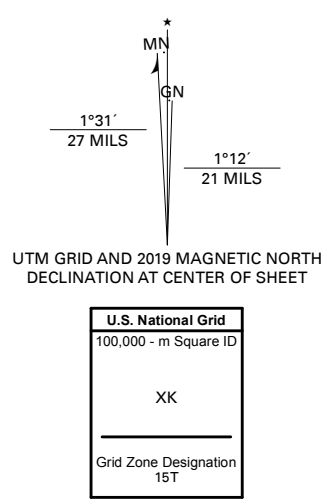 MN
GN
1°31´
27 MILS
1°12´
21 MILS
UTM GRID AND 2019 MAGNETIC NORTH
DECLINATION AT CENTER OF SHEET
U.S. National Grid
100,000 - m Square ID
XK
Grid Zone Designation
15T